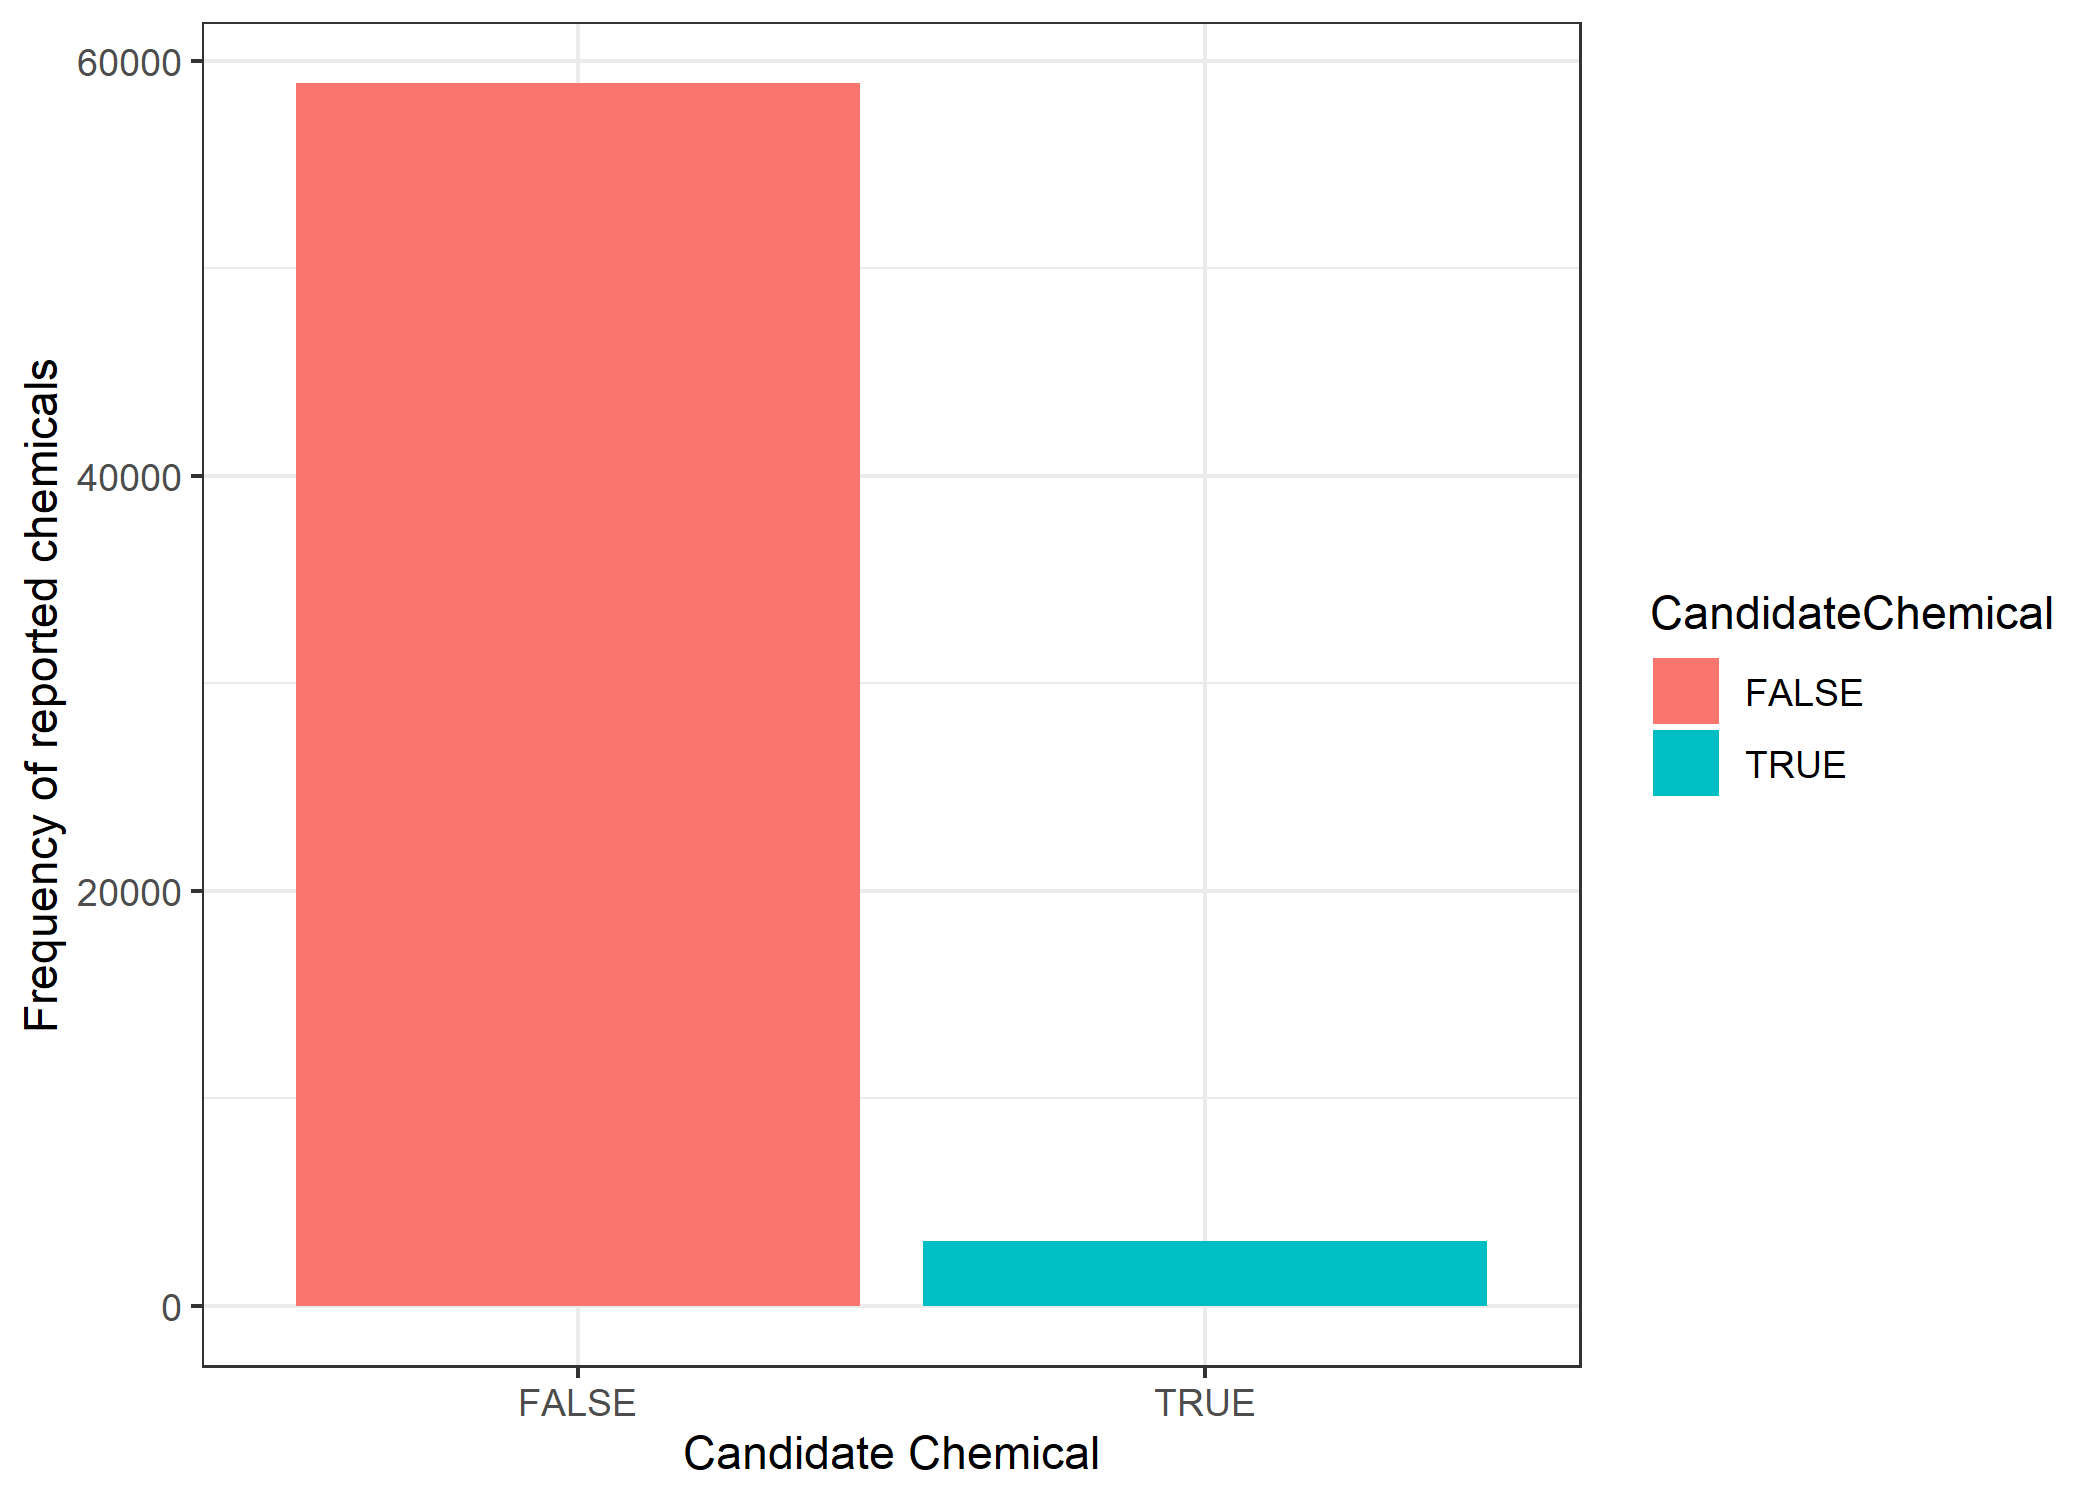 60000
40000
20000
0
Frequency of reported chemicals
FALSE
TRUE
Candidate Chemical
CandidateChemical
FALSE
TRUE